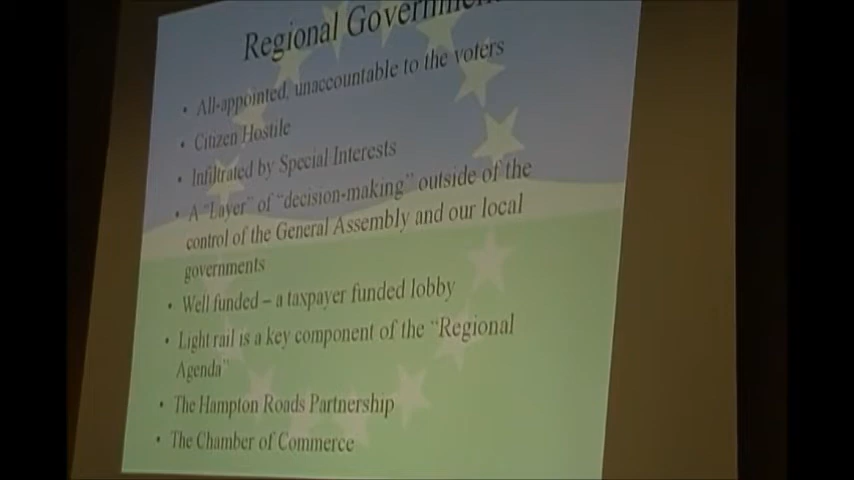 Regional Government
• All-appointed, unaccountable to the voters
• Citizen Hostile
• Infiltrated by Special Interests
• A "Layer" of "decision-making" outside of the
control of the General Assembly and our local
governments
• Well funded – a taxpayer funded lobby
• Light rail is a key component of the "Regional
Agenda"
• The Hampton Roads Partnership
• The Chamber of Commerce